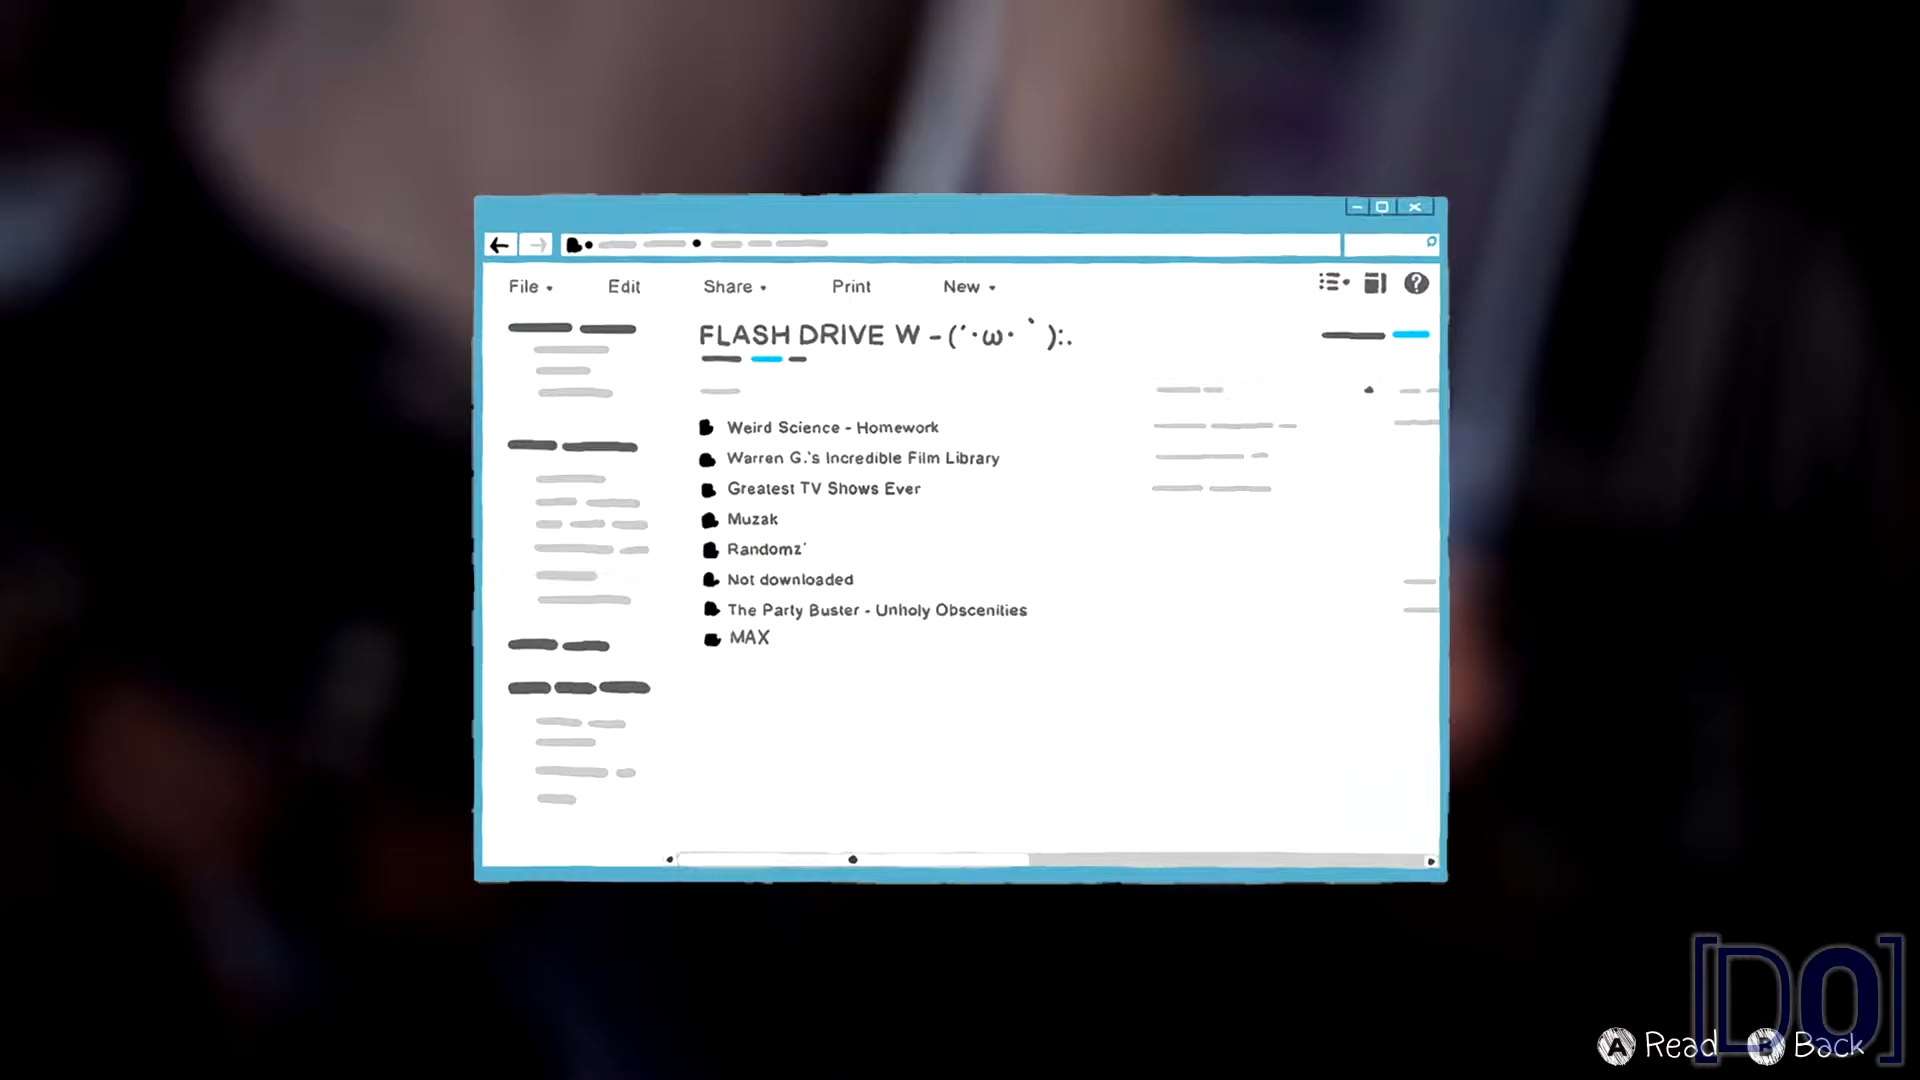 File Edit Share Print New
FLASH DRIVE W -(´･ω･｀):.
Weird Science - Homework
Warren G.'s Incredible Film Library
Greatest TV Shows Ever
Muzak
Randomz'
Not downloaded
The Party Buster - Unholy Obscenities
MAX
[DO]
A Read B Back